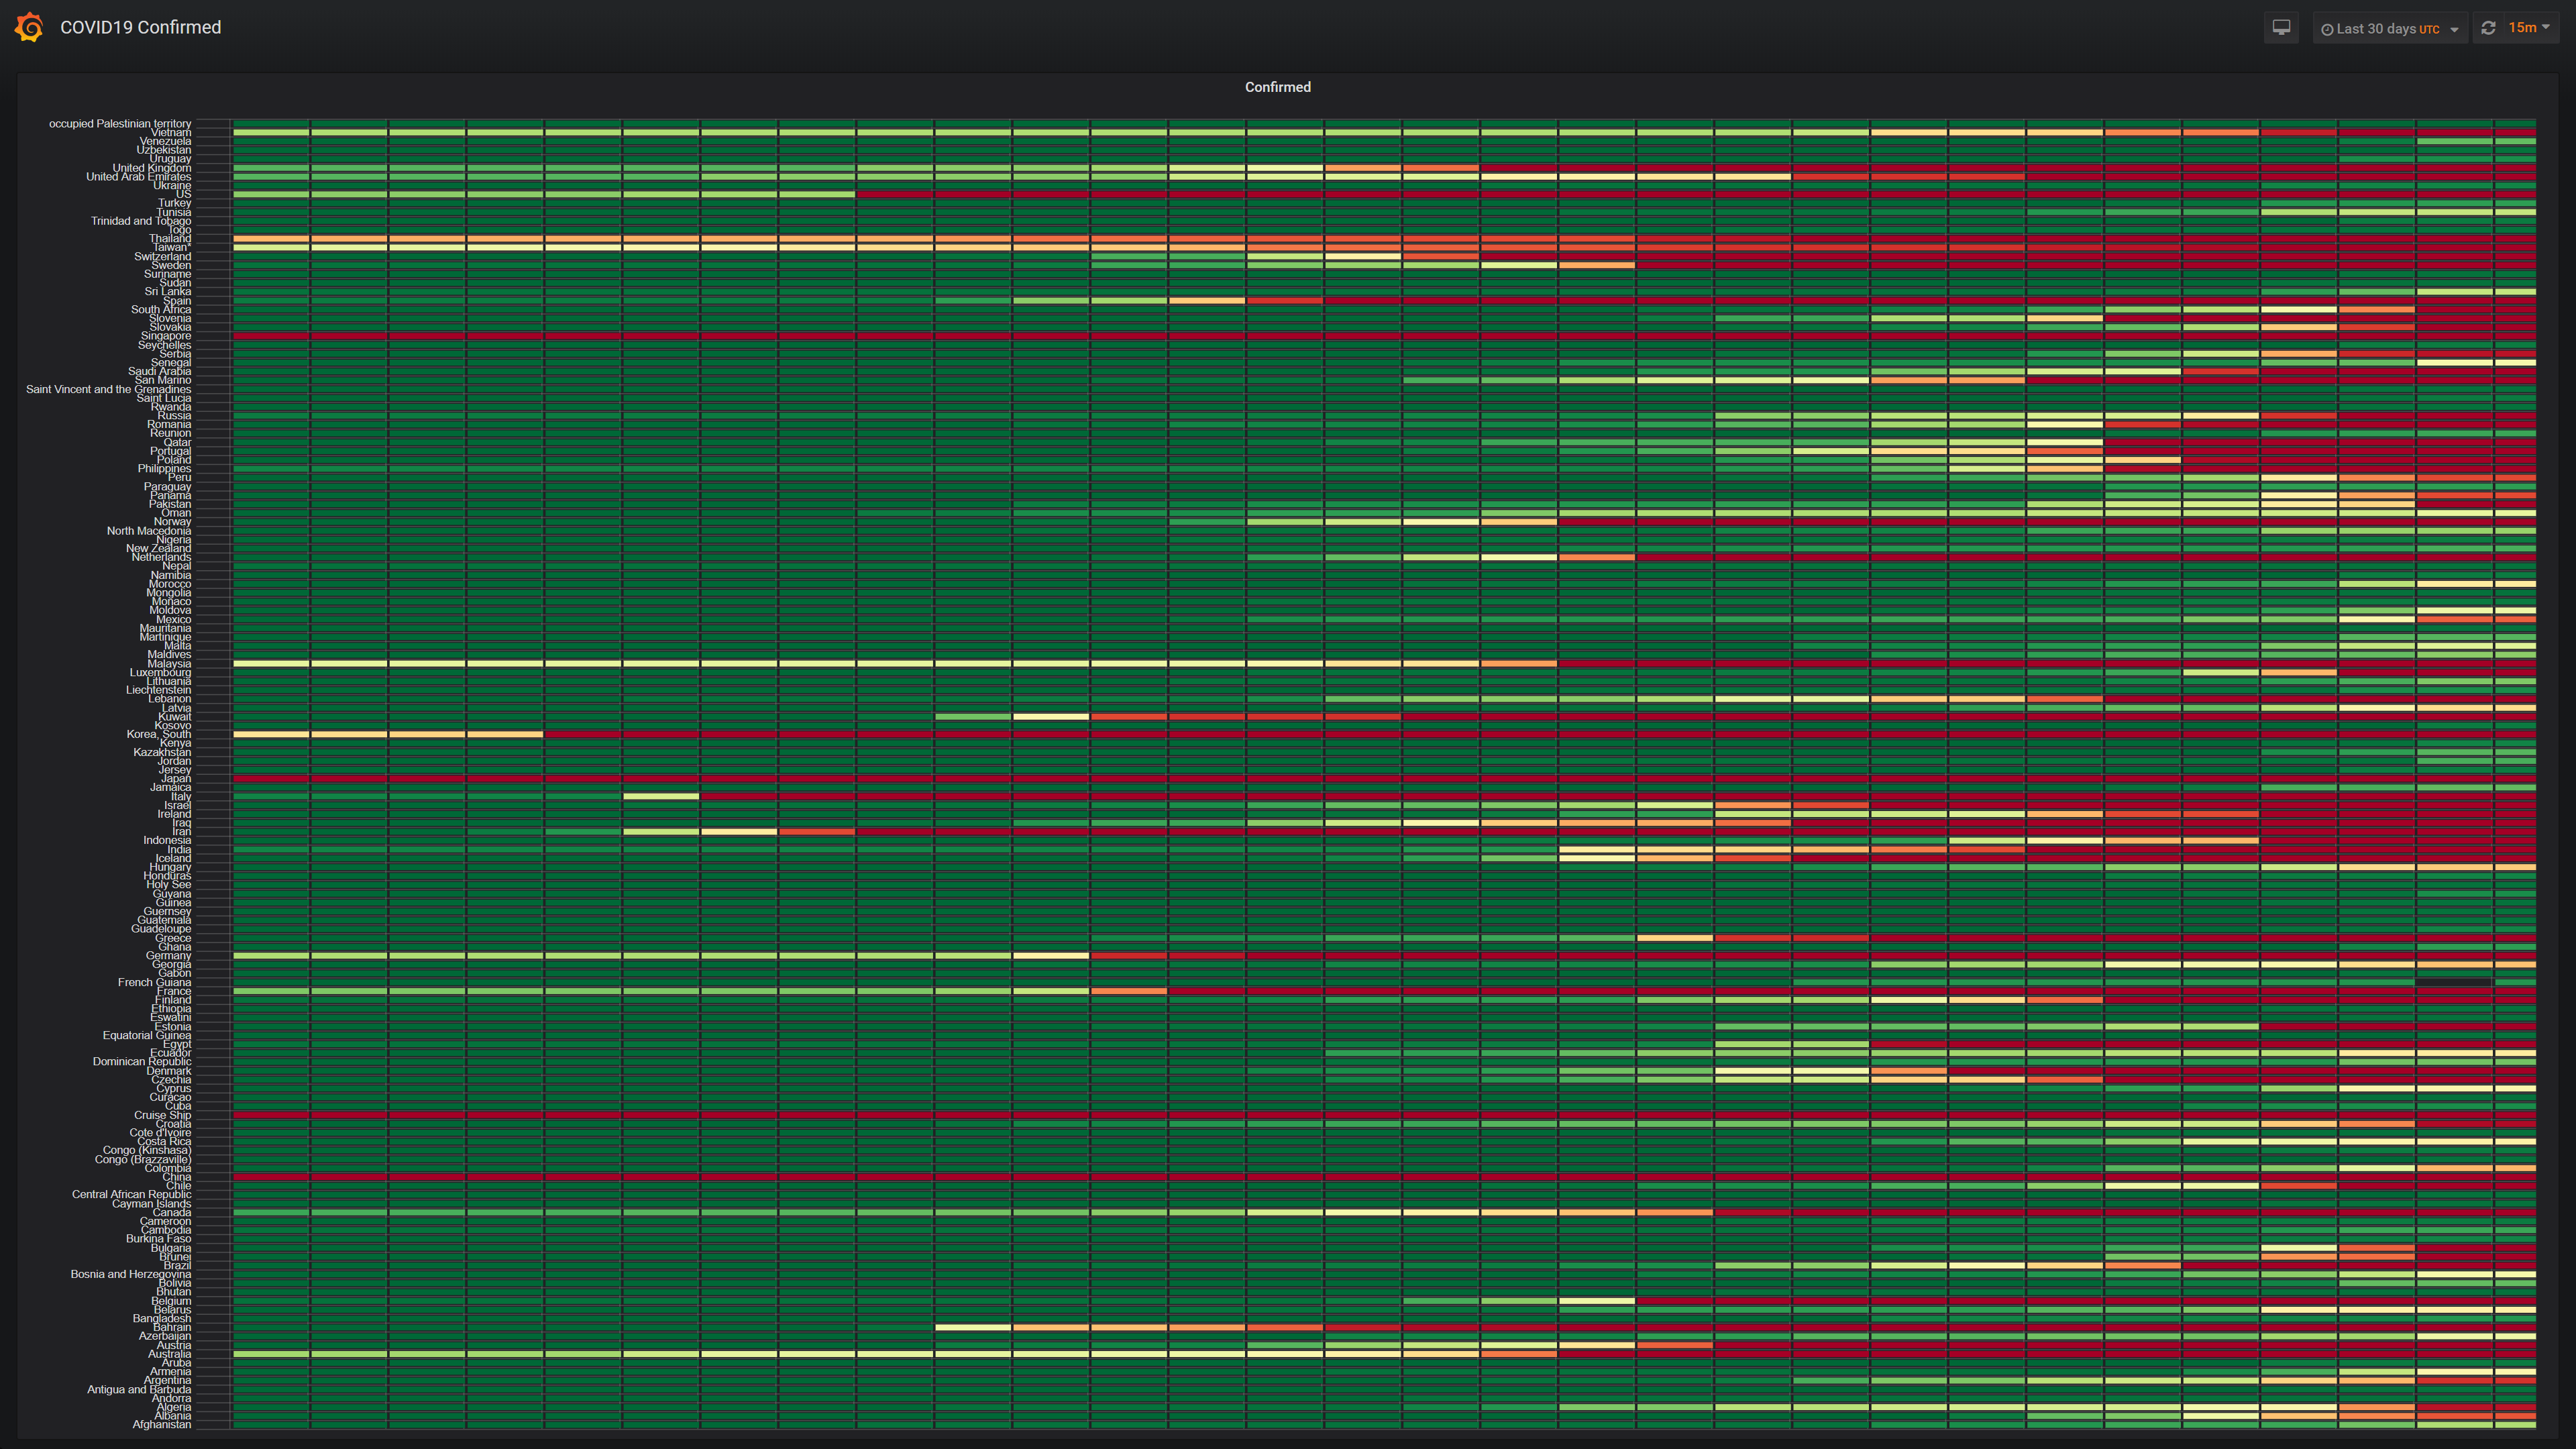 COVID19 Confirmed
Last 30 days UTC
15m
Confirmed
occupied Palestinian territory
Vietnam
Venezuela
Uzbekistan
Uruguay
United Kingdom
United Arab Emirates
Ukraine
US
Turkey
Tunisia
Trinidad and Tobago
Togo
Thailand
Taiwan*
Switzerland
Sweden
Suriname
Sudan
Sri Lanka
Spain
South Africa
Slovenia
Slovakia
Singapore
Seychelles
Serbia
Senegal
Saudi Arabia
San Marino
Saint Vincent and the Grenadines
Saint Lucia
Rwanda
Russia
Romania
Reunion
Qatar
Portugal
Poland
Philippines
Peru
Paraguay
Panama
Pakistan
Oman
Norway
North Macedonia
Nigeria
New Zealand
Netherlands
Nepal
Namibia
Morocco
Mongolia
Monaco
Moldova
Mexico
Mauritania
Martinique
Malta
Maldives
Malaysia
Luxembourg
Lithuania
Liechtenstein
Lebanon
Latvia
Kuwait
Kosovo
Korea, South
Kenya
Kazakhstan
Jordan
Jersey
Japan
Jamaica
Italy
Israel
Ireland
Iraq
Iran
Indonesia
India
Iceland
Hungary
Honduras
Holy See
Guyana
Guinea
Guernsey
Guatemala
Guadeloupe
Greece
Ghana
Germany
Georgia
Gabon
French Guiana
France
Finland
Ethiopia
Eswatini
Estonia
Equatorial Guinea
Egypt
Ecuador
Dominican Republic
Denmark
Czechia
Cyprus
Curacao
Cuba
Cruise Ship
Croatia
Cote d'Ivoire
Costa Rica
Congo (Kinshasa)
Congo (Brazzaville)
Colombia
China
Chile
Central African Republic
Cayman Islands
Canada
Cameroon
Cambodia
Burkina Faso
Bulgaria
Brunei
Brazil
Bosnia and Herzegovina
Bolivia
Bhutan
Belgium
Belarus
Bangladesh
Bahrain
Azerbaijan
Austria
Australia
Aruba
Armenia
Argentina
Antigua and Barbuda
Andorra
Algeria
Albania
Afghanistan